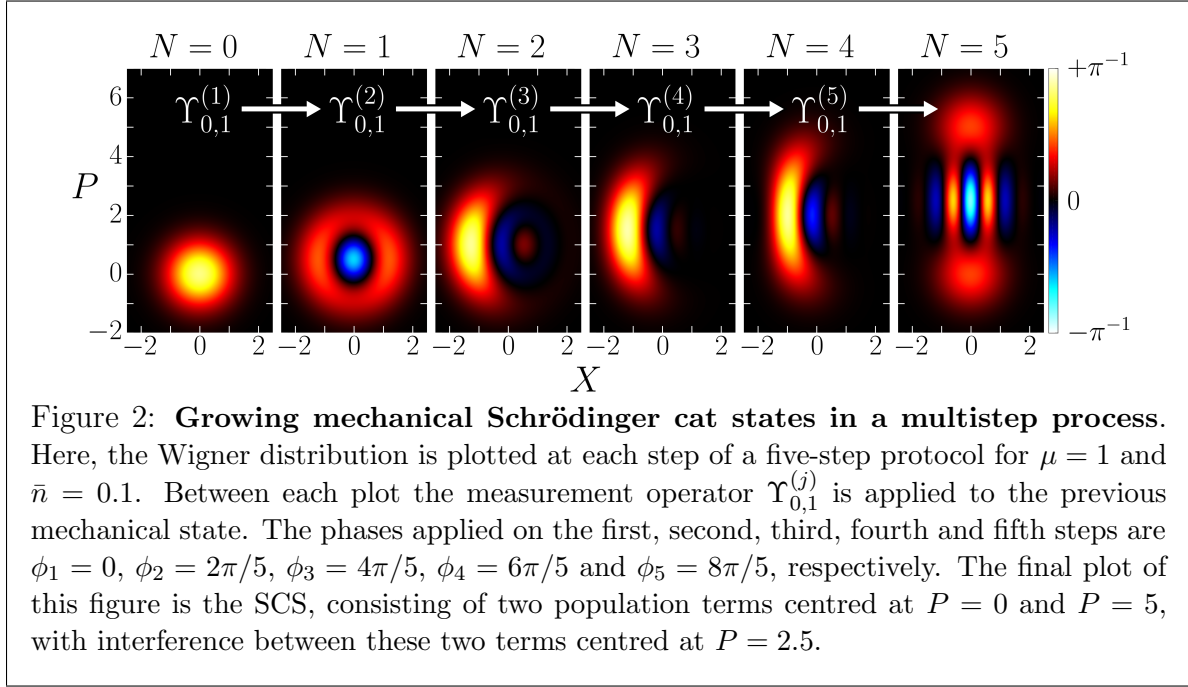 N = 0 N = 1 N = 2 N = 3 N = 4 N = 5
+π⁻¹
6
Υ₀,₁⁽¹⁾ Υ₀,₁⁽²⁾ Υ₀,₁⁽³⁾ Υ₀,₁⁽⁴⁾ Υ₀,₁⁽⁵⁾
4
P
2
0
0
−2
−π⁻¹
−2 0 2 −2 0 2 −2 0 2 −2 0 2 −2 0 2 −2 0 2
X
Figure 2: Growing mechanical Schrödinger cat states in a multistep process.
Here, the Wigner distribution is plotted at each step of a five-step protocol for μ = 1 and
n̄ = 0.1. Between each plot the measurement operator Υ₀,₁⁽ʲ⁾ is applied to the previous
mechanical state. The phases applied on the first, second, third, fourth and fifth steps are
ϕ₁ = 0, ϕ₂ = 2π/5, ϕ₃ = 4π/5, ϕ₄ = 6π/5 and ϕ₅ = 8π/5, respectively. The final plot of
this figure is the SCS, consisting of two population terms centred at P = 0 and P = 5,
with interference between these two terms centred at P = 2.5.